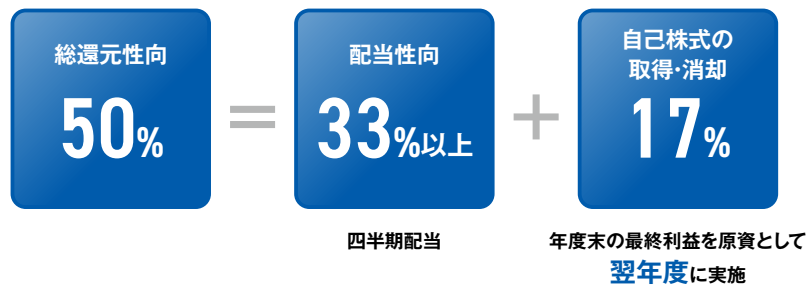 総還元性向
50%
=
配当性向
33%以上
四半期配当
+
自己株式の
取得・消却
17%
年度末の最終利益を原資として
翌年度に実施